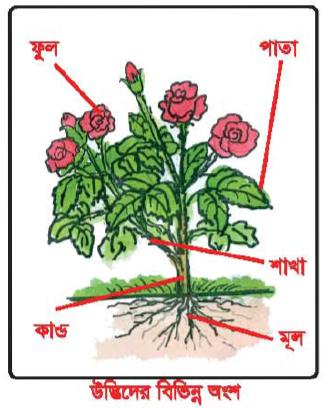 ফুল
পাতা
শাখা
কাণ্ড
মূল
উদ্ভিদের বিভিন্ন অংশ